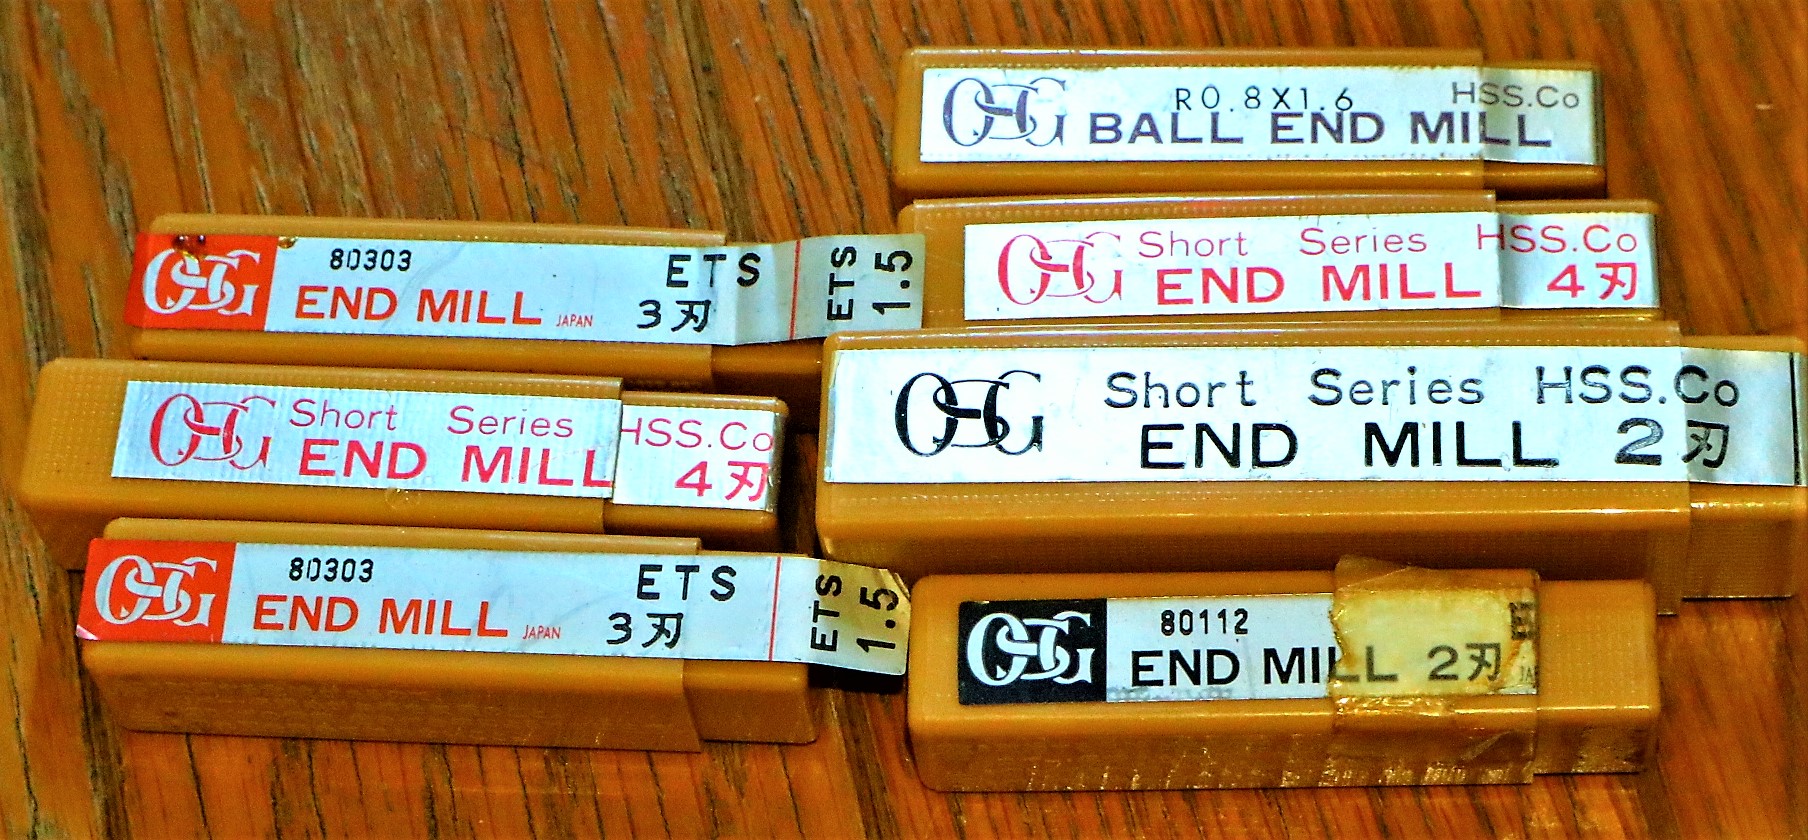 OSG
80303
ETS
END MILL JAPAN 3刃
ETS
1.5
OSG
Short Series HSS.Co
END MILL 4刃
OSG
80303
ETS
END MILL JAPAN 3刃
ETS
1.5
OSG
R0.8X1.6 HSS.Co
BALL END MILL
OSG
Short Series HSS.Co
END MILL 4刃
OSG
Short Series HSS.Co
END MILL 2刃
OSG
80112
END MILL 2刃